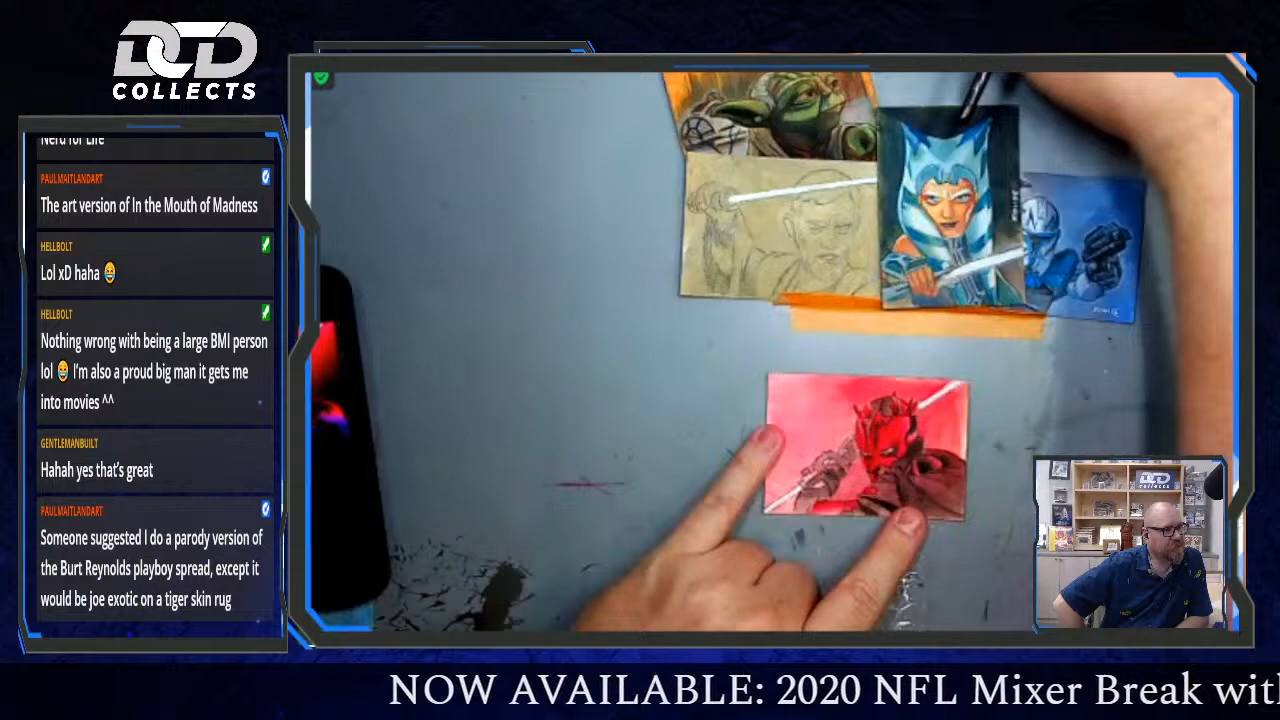 DCD
COLLECTS
Nerd for Life
PAULMAITLANDART
The art version of In the Mouth of Madness
HELLBOLT
Lol xD haha 😂
HELLBOLT
Nothing wrong with being a large BMI person
lol 😂 I'm also a proud big man it gets me
into movies ^^
GENTLEMANBUILT
Hahah yes that's great
PAULMAITLANDART
Someone suggested I do a parody version of
the Burt Reynolds playboy spread, except it
would be joe exotic on a tiger skin rug
DCD
COLLECTS
NOW AVAILABLE: 2020 NFL Mixer Break with